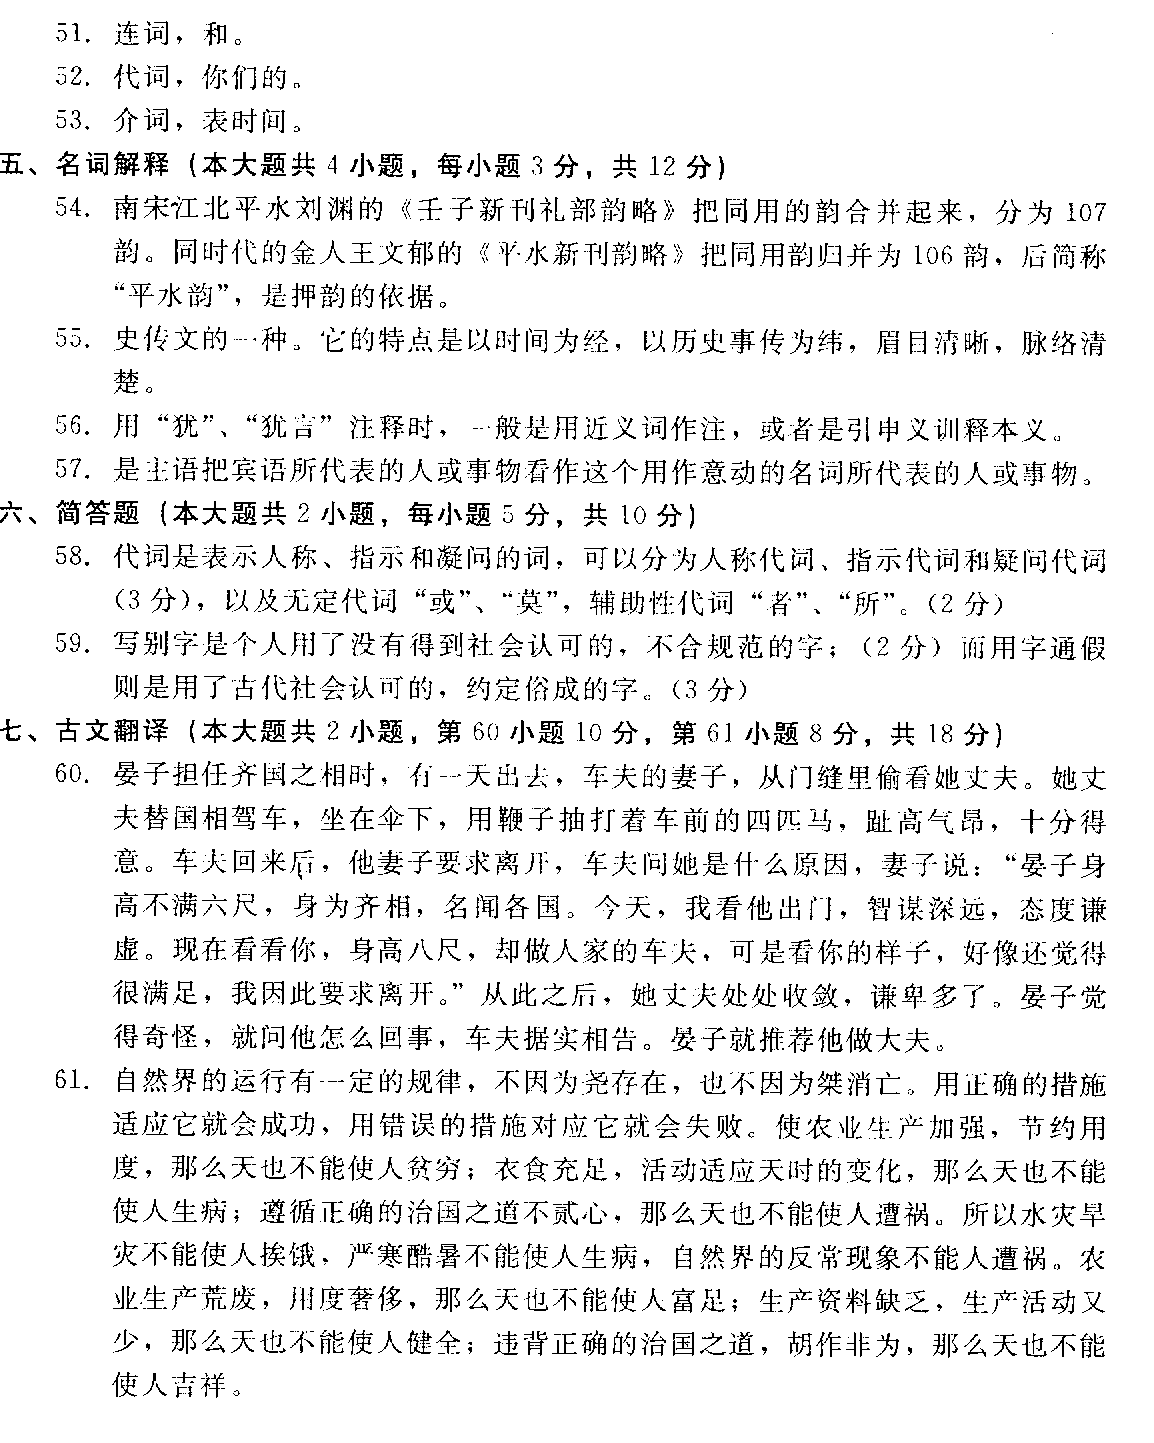 51. 连词，和。
52. 代词，你们的。
53. 介词，表时间。
五、名词解释（本大题共 4 小题，每小题 3 分，共 12 分）
54. 南宋江北平水刘渊的《壬子新刊礼部韵略》把同用的韵合并起来，分为 107
韵。同时代的金人王文郁的《平水新刊韵略》把同用韵归并为 106 韵，后简称
“平水韵”，是押韵的依据。
55. 史传文的一种。它的特点是以时间为经，以历史事传为纬，眉目清晰，脉络清
楚。
56. 用“犹”、“犹言”注释时，一般是用近义词作注，或者是引申义训释本义。
57. 是主语把宾语所代表的人或事物看作这个用作意动的名词所代表的人或事物。
六、简答题（本大题共 2 小题，每小题 5 分，共 10 分）
58. 代词是表示人称、指示和凝问的词，可以分为人称代词、指示代词和疑问代词
（3 分），以及无定代词“或”、“莫”，辅助性代词“者”、“所”。（2 分）
59. 写别字是个人用了没有得到社会认可的，不合规范的字；（2 分）而用字通假
则是用了古代社会认可的，约定俗成的字。（3 分）
七、古文翻译（本大题共 2 小题，第 60 小题 10 分，第 61 小题 8 分，共 18 分）
60. 晏子担任齐国之相时，有一天出去，车夫的妻子，从门缝里偷看她丈夫。她丈
夫替国相驾车，坐在伞下，用鞭子抽打着车前的四匹马，趾高气昂，十分得
意。车夫回来后，他妻子要求离开，车夫问她是什么原因，妻子说：“晏子身
高不满六尺，身为齐相，名闻各国。今天，我看他出门，智谋深远，态度谦
虚。现在看看你，身高八尺，却做人家的车夫，可是看你的样子，好像还觉得
很满足，我因此要求离开。”从此之后，她丈夫处处收敛，谦卑多了。晏子觉
得奇怪，就问他怎么回事，车夫据实相告。晏子就推荐他做大夫。
61. 自然界的运行有一定的规律，不因为尧存在，也不因为桀消亡。用正确的措施
适应它就会成功，用错误的措施对应它就会失败。使农业生产加强，节约用
度，那么天也不能使人贫穷；衣食充足，活动适应天时的变化，那么天也不能
使人生病；遵循正确的治国之道不贰心，那么天也不能使人遭祸。所以水灾旱
灾不能使人挨饿，严寒酷暑不能使人生病，自然界的反常现象不能人遭祸。农
业生产荒废，用度奢侈，那么天也不能使人富足；生产资料缺乏，生产活动又
少，那么天也不能使人健全；违背正确的治国之道，胡作非为，那么天也不能
使人吉祥。